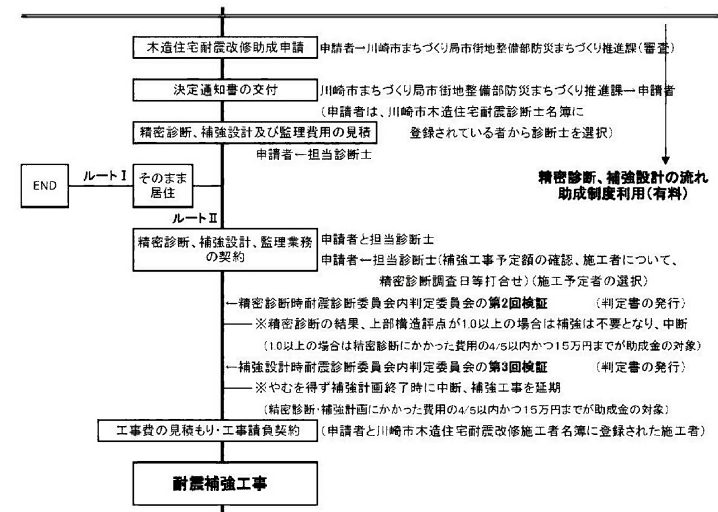 木造住宅耐震改修助成申請 申請者→川崎市まちづくり局市街地整備部防災まちづくり推進課(審査)
決定通知書の交付 川崎市まちづくり局市街地整備部防災まちづくり推進課→申請者
(申請者は、川崎市木造住宅耐震診断士名簿に
精密診断、補強設計及び監理費用の見積 登録されている者から診断士を選択)
申請者←担当診断士
END
ルートⅠ
そのまま
居住
精密診断、補強設計の流れ
助成制度利用(有料)
ルートⅡ
精密診断、補強設計、監理業務
の契約
申請者と担当診断士
申請者←担当診断士(補強工事予定額の確認、施工者について、
精密診断調査日等打合せ)(施工予定者の選択)
←精密診断時耐震診断委員会内判定委員会の第2回検証 (判定書の発行)
※精密診断の結果、上部構造評点が1.0以上の場合は補強は不要となり、中断
(1.0以上の場合は精密診断にかかった費用の4/5以内かつ15万円までが助成金の対象)
←補強設計時耐震診断委員会内判定委員会の第3回検証 (判定書の発行)
※やむを得ず補強計画終了時に中断、補強工事を延期
(精密診断・補強計画にかかった費用の4/5以内かつ15万円までが助成金の対象)
工事費の見積もり・工事請負契約 (申請者と川崎市木造住宅耐震改修施工者名簿に登録された施工者)
耐震補強工事